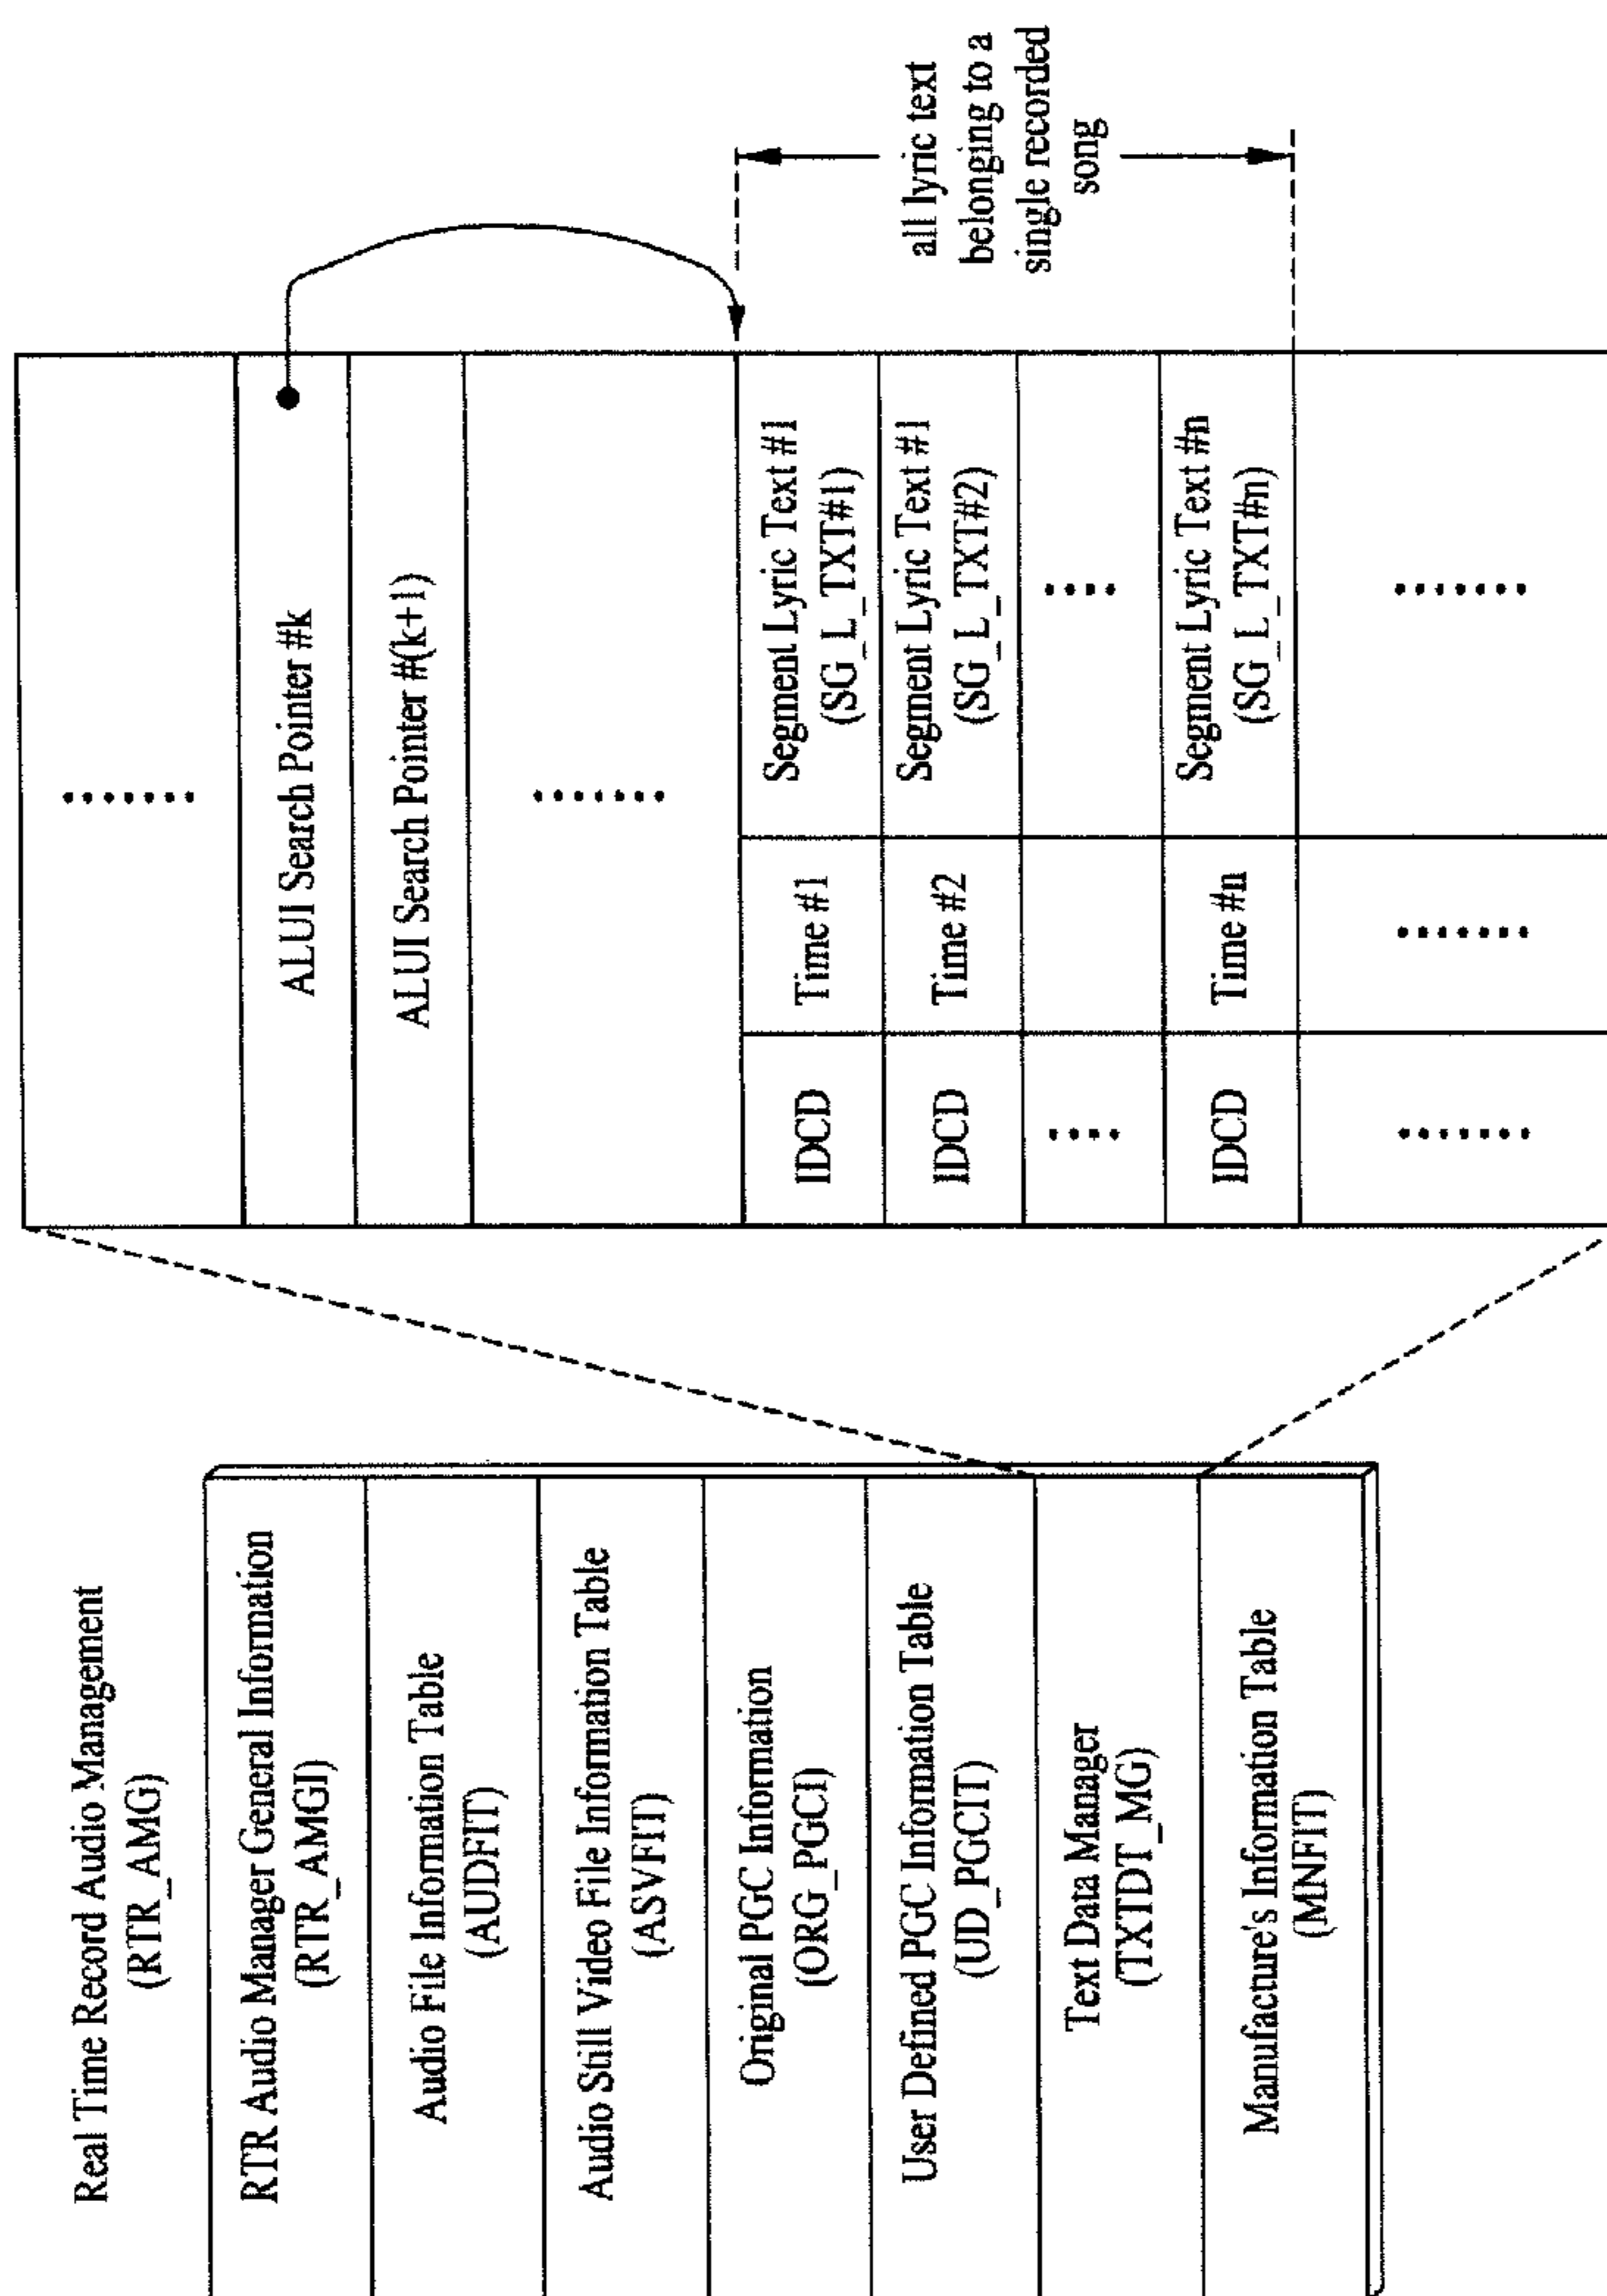 Real Time Record Audio Management
(RTR_AMG)
RTR Audio Manager General Information
(RTR_AMGI)
Audio File Information Table
(AUDFIT)
Audio Still Video File Information Table
(ASVFIT)
Original PGC Information
(ORG_PGCI)
User Defined PGC Information Table
(UD_PGCIT)
Text Data Manager
(TXTDT_MG)
Manufacture's Information Table
(MNFIT)
.......
ALUI Search Pointer #k
ALUI Search Pointer #(k+1)
.......
IDCD
Time #1
Segment Lyric Text #1
(SG_L_TXT#1)
IDCD
Time #2
Segment Lyric Text #1
(SG_L_TXT#2)
....
....
IDCD
Time #n
Segment Lyric Text #n
(SG_L_TXT#n)
.......
.......
.......
all lyric text
belonging to a
single recorded
song